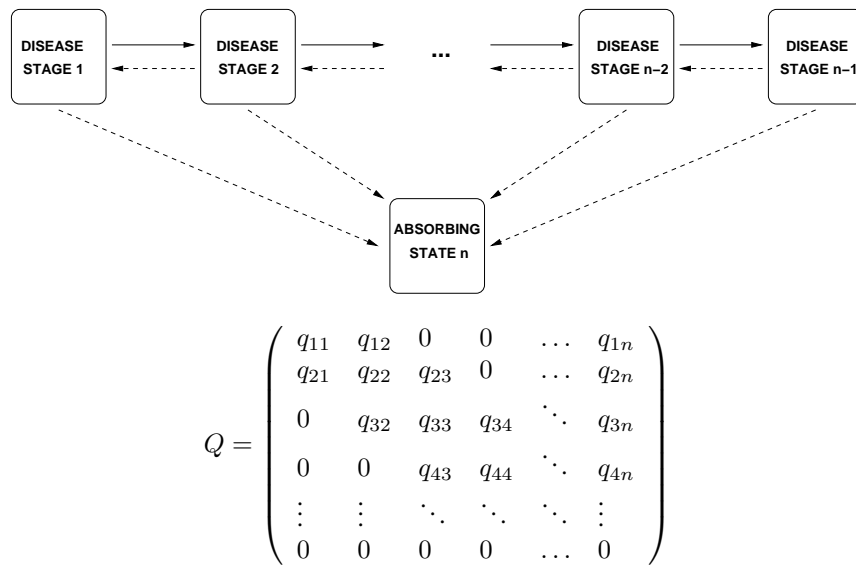 DISEASE STAGE 1
DISEASE STAGE 2
...
DISEASE STAGE n−2
DISEASE STAGE n−1
ABSORBING STATE n
Q =
q11 q12 0 0 … q1n
q21 q22 q23 0 … q2n
0 q32 q33 q34 ⋱ q3n
0 0 q43 q44 ⋱ q4n
⋮ ⋮ ⋱ ⋱ ⋱ ⋮
0 0 0 0 … 0